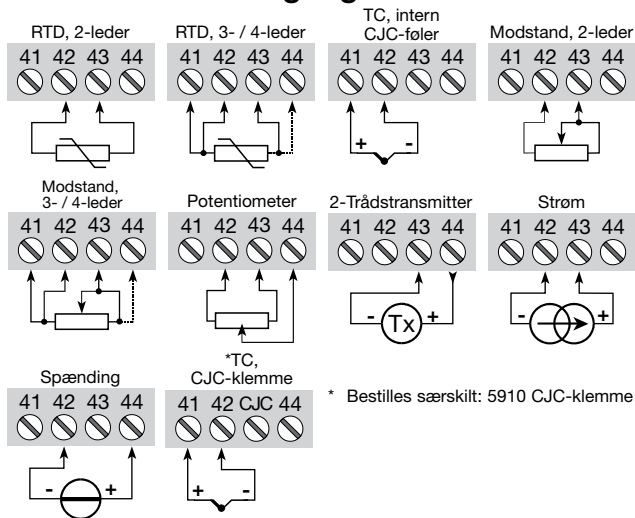 RTD, 2-leder
41 42 43 44
RTD, 3- / 4-leder
41 42 43 44
TC, intern
CJC-føler
41 42 43 44
+ -
Modstand, 2-leder
41 42 43 44
Modstand,
3- / 4-leder
41 42 43 44
Potentiometer
41 42 43 44
2-Trådstransmitter
41 42 43 44
- Tx +
Strøm
41 42 43 44
- +
Spænding
41 42 43 44
- +
*TC,
CJC-klemme
41 42 CJC 44
+ -
* Bestilles særskilt: 5910 CJC-klemme